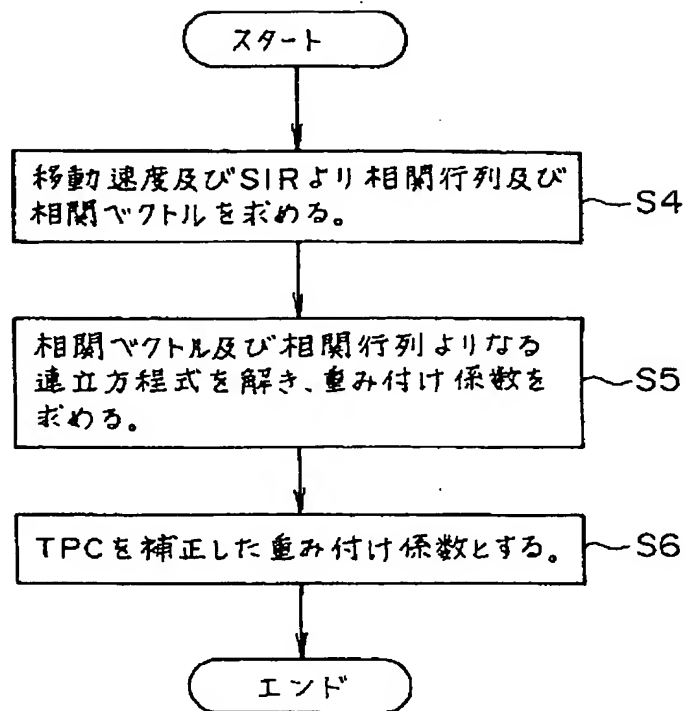 スタート
移動速度及びSIRより相関行列及び
相関ベクトルを求める。
S4
相関ベクトル及び相関行列よりなる
連立方程式を解き、重み付け係数を
求める。
S5
TPCを補正した重み付け係数とする。
S6
エンド